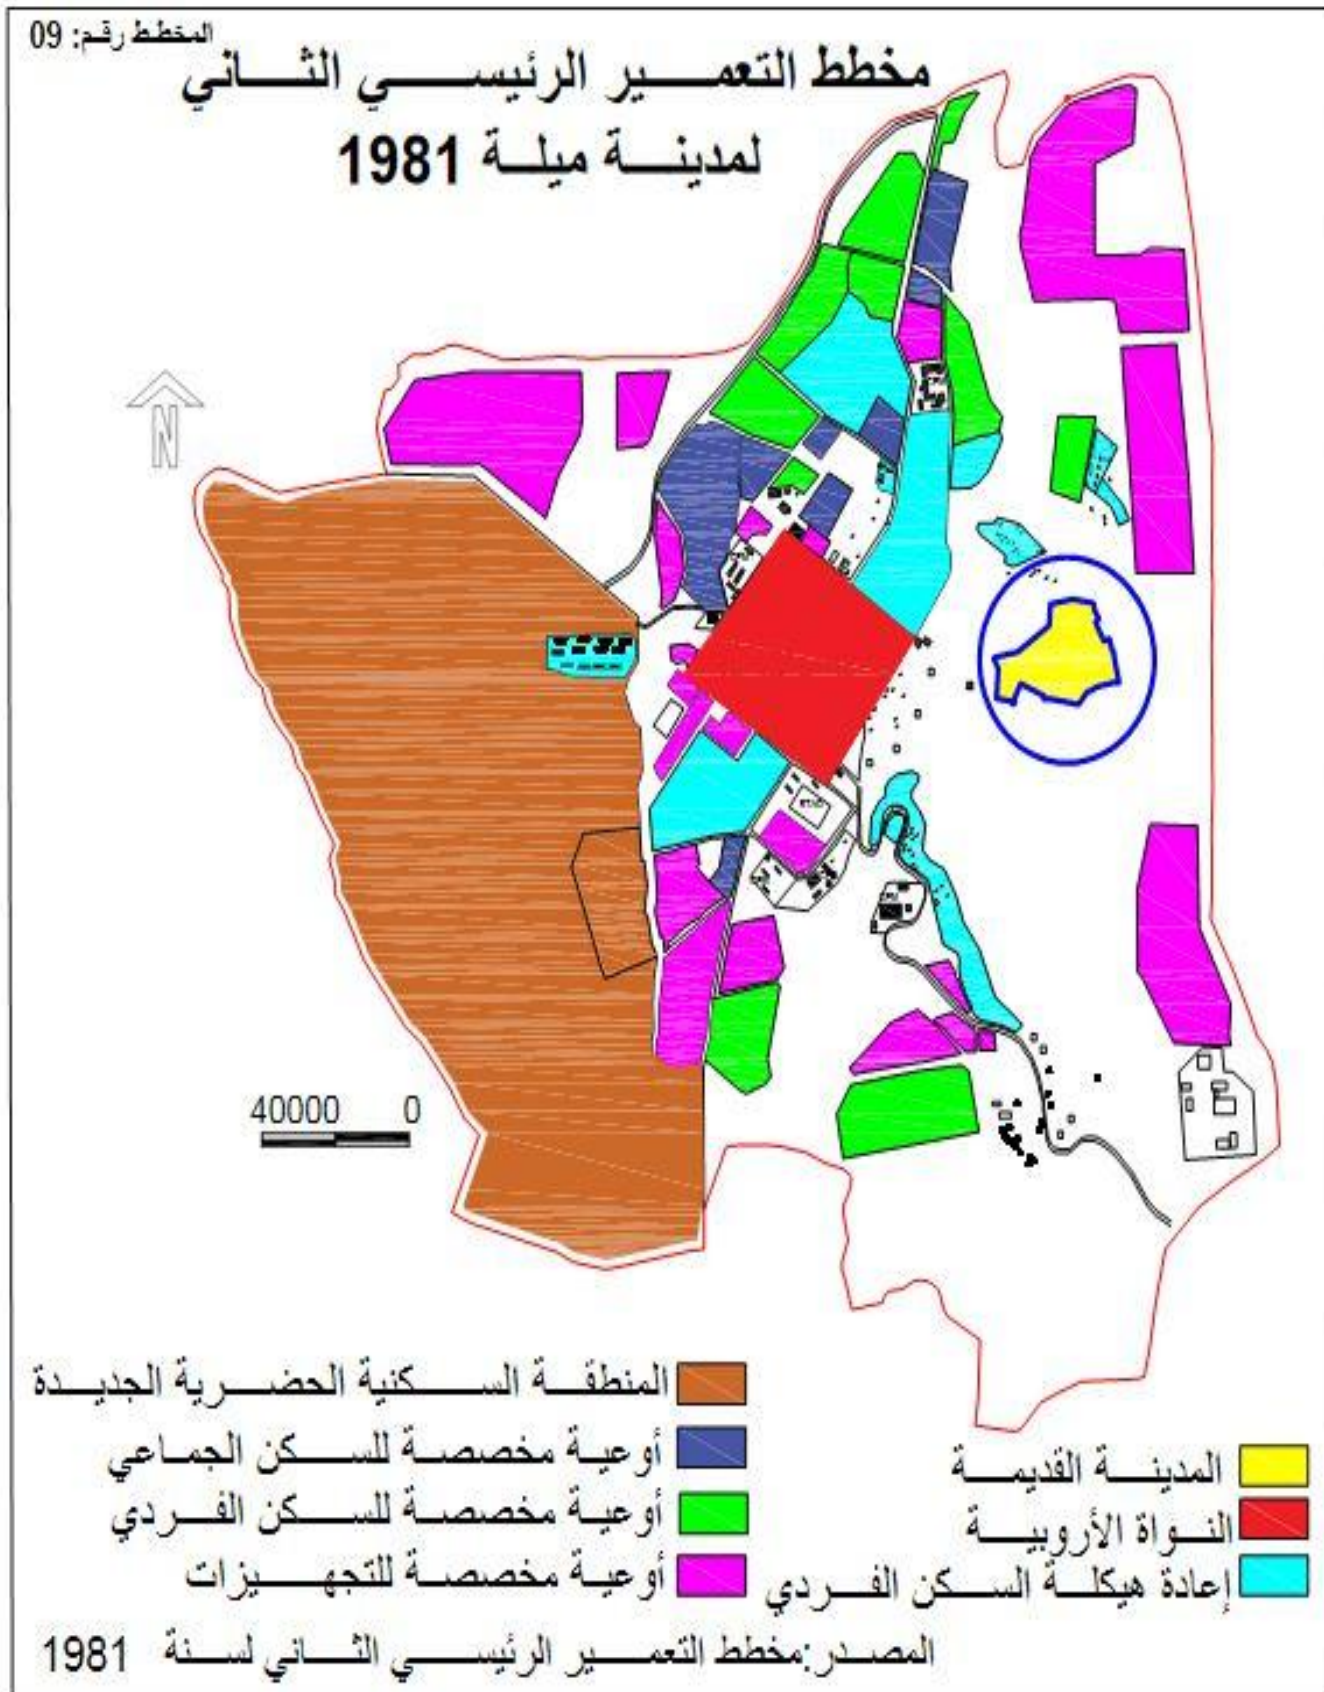 المخطط رقم: 09
مخطط التعمير الرئيسي الثاني
لمدينة ميلة 1981
N
40000 0
المنطقة السكنية الحضرية الجديدة
أوعية مخصصة للسكن الجماعي
أوعية مخصصة للسكن الفردي
أوعية مخصصة للتجهيزات
المدينة القديمة
النواة الأروبية
إعادة هيكلة السكن الفردي
المصدر:مخطط التعمير الرئيسي الثاني لسنة 1981